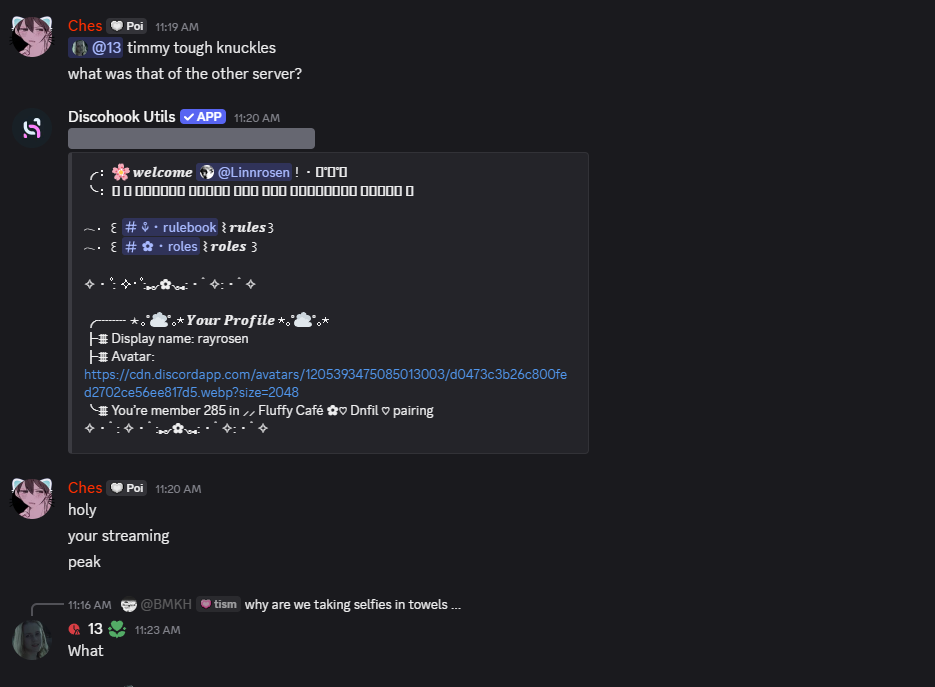 Ches 🤍 Poi 11:19 AM
@13 timmy tough knuckles
what was that of the other server?
Discohook Utils ✓ APP 11:20 AM
╭: 🌸 𝒘𝒆𝒍𝒄𝒐𝒎𝒆 @Linnrosen !
# rulebook ⌇𝒓𝒖𝒍𝒆𝒔꒱
# ✿・roles ⌇𝒓𝒐𝒍𝒆𝒔 ꒱
𝒀𝒐𝒖𝒓 𝑷𝒓𝒐𝒇𝒊𝒍𝒆
Display name: rayrosen
Avatar:
https://cdn.discordapp.com/avatars/1205393475085013003/d0473c3b26c800fe
d2702ce56ee817d5.webp?size=2048
You're member 285 in ⸝⸝ Fluffy Café ✿♡ Dnfil ♡ pairing
Ches 🤍 Poi 11:20 AM
holy
your streaming
peak
11:16 AM @BMKH tism why are we taking selfies in towels ...
13 11:23 AM
What